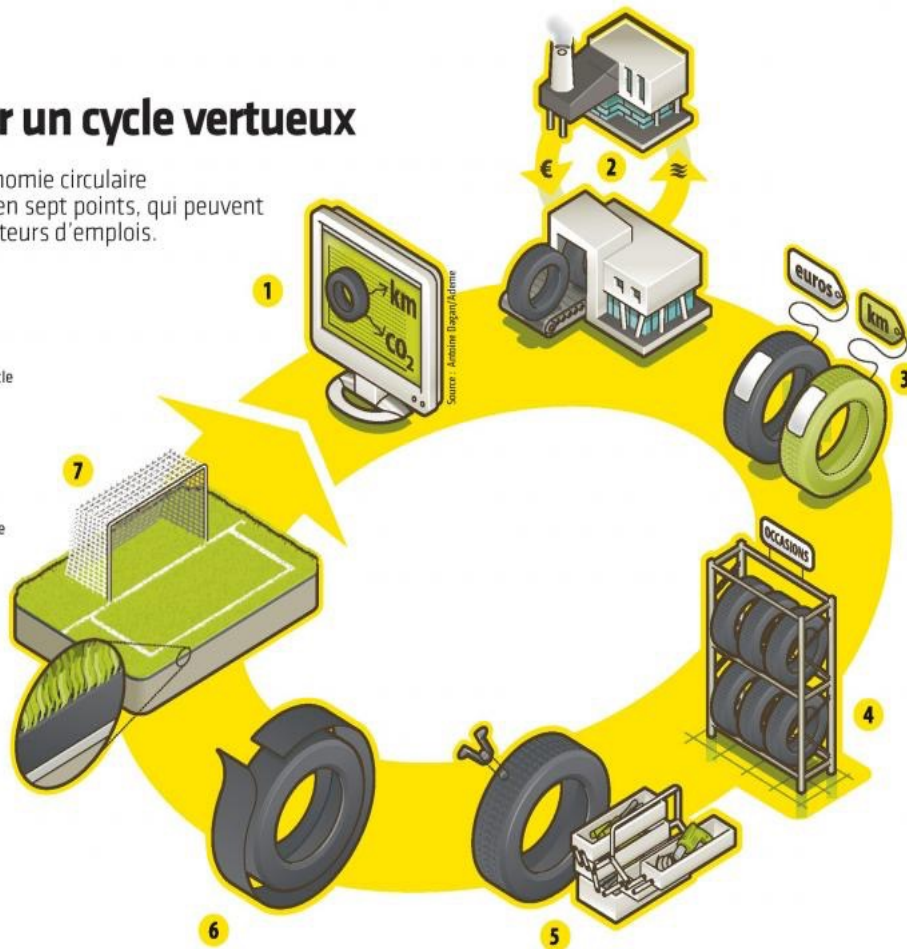 r un cycle vertueux
nomie circulaire
en sept points, qui peuvent
teurs d'emplois.
cle
e
1
km
CO2
Source : Antoine Dagan/Ademe
2
€
≋
euros
km
3
OCCASIONS
4
5
6
7